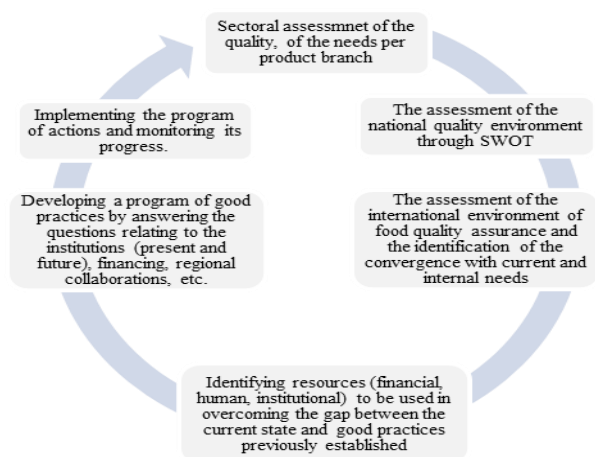 Sectoral assessmnet of the
quality, of the needs per
product branch
The assessment of the
national quality environment
through SWOT
The assessment of the
international environment of
food quality assurance and
the identification of the
convergence with current and
internal needs
Identifying resources (financial,
human, institutional) to be used in
overcoming the gap between the
current state and good practices
previously established
Developing a program of good
practices by answering the
questions relating to the
institutions (present and
future), financing, regional
collaborations, etc.
Implementing the program
of actions and monitoring its
progress.